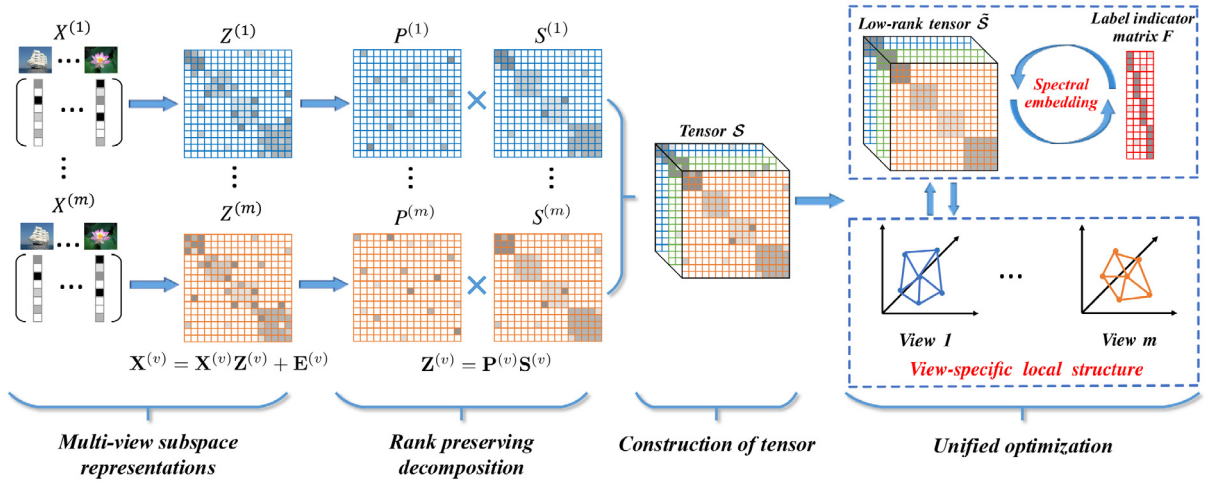 X^{(1)}
Z^{(1)}
P^{(1)}
S^{(1)}
Low-rank tensor \tilde{S}
Label indicator
matrix F
Spectral
embedding
Tensor S
X^{(m)}
Z^{(m)}
P^{(m)}
S^{(m)}
View 1
View m
View-specific local structure
X^{(v)} = X^{(v)}Z^{(v)} + E^{(v)}
Z^{(v)} = P^{(v)}S^{(v)}
Multi-view subspace
representations
Rank preserving
decomposition
Construction of tensor
Unified optimization